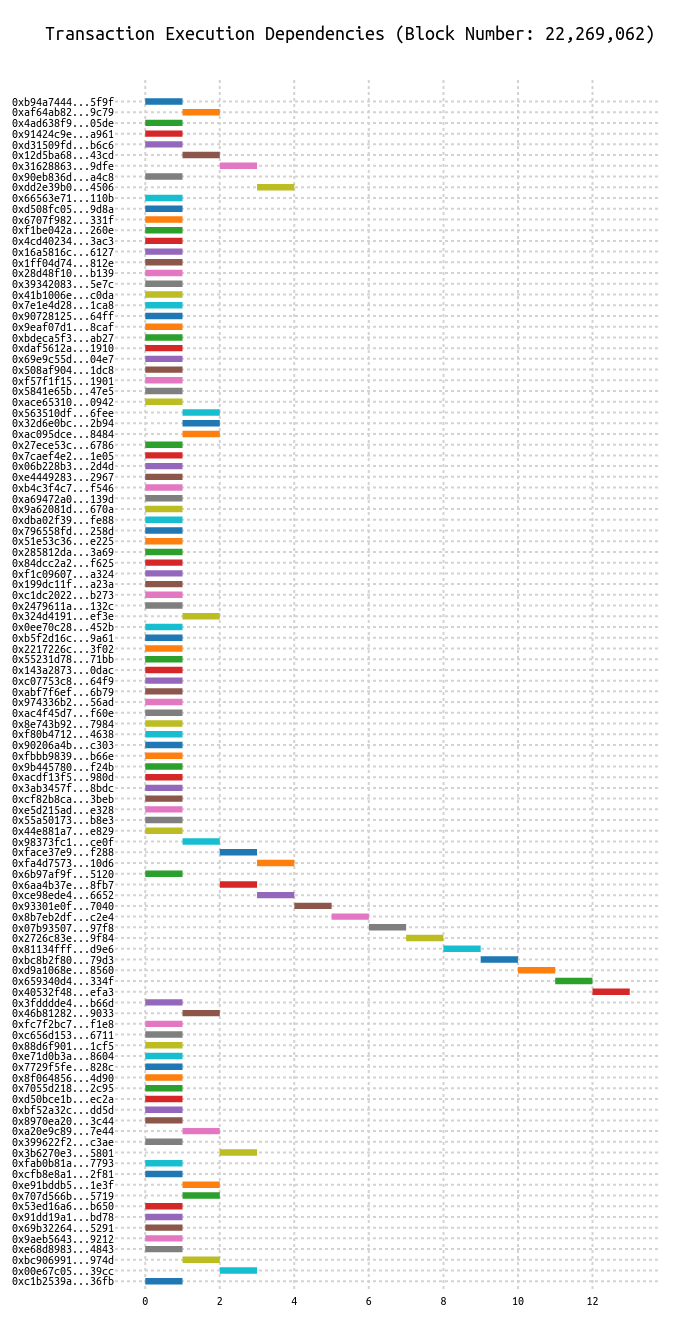 Transaction Execution Dependencies (Block Number: 22,269,062)
0xb94a7444...5f9f
0xaf64ab82...9c79
0x4ad638f9...05de
0x91424c9e...a961
0xd31509fd...b6c6
0x12d5ba68...43cd
0x31628863...9dfe
0x90eb836d...a4c8
0xdd2e39b0...4506
0x66563e71...110b
0xd508fc05...9d8a
0x6707f982...331f
0xf1be042a...260e
0x4cd40234...3ac3
0x16a5816c...6127
0x1ff04d74...812e
0x28d48f10...b139
0x39342083...5e7c
0x41b1006e...c0da
0x7e1e4d28...1ca8
0x90728125...64ff
0x9eaf07d1...8caf
0xbdeca5f3...ab27
0xdaf5612a...1910
0x69e9c55d...04e7
0x508af904...1dc8
0xf57f1f15...1901
0x5841e65b...47e5
0xace65310...0942
0x563510df...6fee
0x32d6e0bc...2b94
0xac095dce...8484
0x27ece53c...6786
0x7caef4e2...1e05
0x06b228b3...2d4d
0xe4449283...2967
0xb4c3f4c7...f546
0xa69472a0...139d
0x9a62081d...670a
0xdba02f39...fe88
0x796558fd...258d
0x51e53c36...e225
0x285812da...3a69
0x84dcc2a2...f625
0xf1c09607...a324
0x199dc11f...a23a
0xc1dc2022...b273
0x2479611a...132c
0x324d4191...ef3e
0x0ee70c28...452b
0xb5f2d16c...9a61
0x2217226c...3f02
0x55231d78...71bb
0x143a2873...0dac
0xc07753c8...64f9
0xabf7f6ef...6b79
0x974336b2...56ad
0xac4f45d7...f60e
0x8e743b92...7984
0xf80b4712...4638
0x90206a4b...c303
0xfbbb9839...b66e
0x9b445780...f24b
0xacdf13f5...980d
0x3ab3457f...8bdc
0xcf82b8ca...3beb
0xe5d215ad...e328
0x55a50173...b8e3
0x44e881a7...e829
0x98373fc1...ce0f
0xface37e9...f288
0xfa4d7573...10d6
0x6b97af9f...5120
0x6aa4b37e...8fb7
0xce98ede4...6652
0x93301e0f...7040
0x8b7eb2df...c2e4
0x07b93507...97f8
0x2726c83e...9f84
0x81134fff...d9e6
0xbc8b2f80...79d3
0xd9a1068e...8560
0x659340d4...334f
0x40532f48...efa3
0x3fdddde4...b66d
0x46b81282...9033
0xfc7f2bc7...f1e8
0xc656d153...6711
0x88d6f901...1cf5
0xe71d0b3a...8604
0x7729f5fe...828c
0x8f064856...4d90
0x7055d218...2c95
0xd50bce1b...ec2a
0xbf52a32c...dd5d
0x8970ea20...3c44
0xa20e9c89...7e44
0x399622f2...c3ae
0x3b6270e3...5801
0xfab0b81a...7793
0xcfb8e8a1...2f81
0xe91bddb5...1e3f
0x707d566b...5719
0x53ed16a6...b650
0x91dd19a1...bd78
0x69b32264...5291
0x9aeb5643...9212
0xe68d8983...4843
0xbc906991...974d
0x00e67c05...39cc
0xc1b2539a...36fb
0 2 4 6 8 10 12